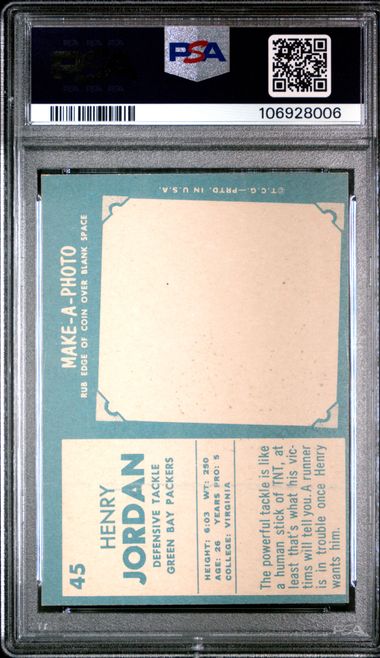 PSA
106928006
©T.C.G.—PRTD. IN U.S.A.
MAKE-A-PHOTO
RUB EDGE OF COIN OVER BLANK SPACE
45
HENRY
JORDAN
DEFENSIVE TACKLE
GREEN BAY PACKERS
HEIGHT: 6:03 WT: 250
AGE: 26 YEARS PRO: 5
COLLEGE: VIRGINIA
The powerful tackle is like
a human stick of TNT, at
least that's what his vic-
tims will tell you. A runner
is in trouble once Henry
wants him.
PSA